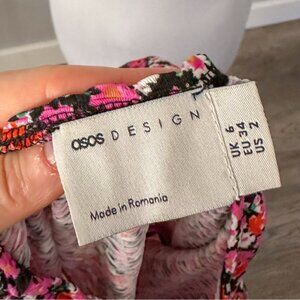 asos DESIGN
Made in Romania
UK 6
EU 34
US 2